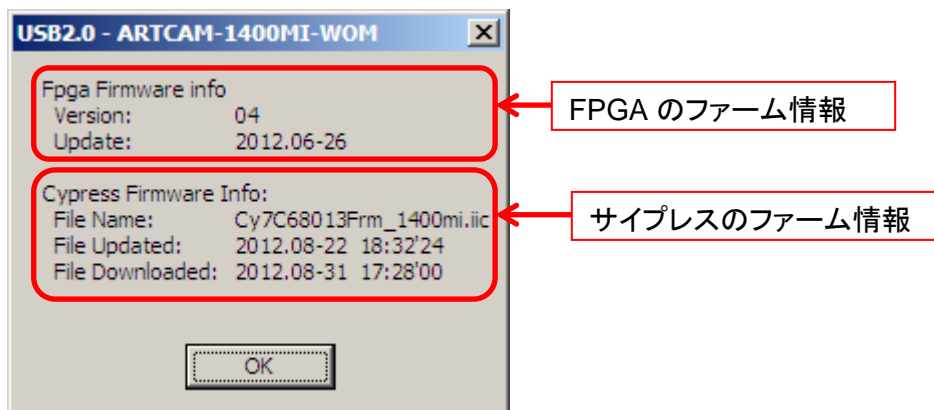 USB2.0 - ARTCAM-1400MI-WOM
Fpga Firmware info
Version: 04
Update: 2012.06-26
FPGA のファーム情報
Cypress Firmware Info:
File Name: Cy7C68013Frm_1400mi.iic
File Updated: 2012.08-22 18:32'24
File Downloaded: 2012.08-31 17:28'00
サイプレスのファーム情報
OK